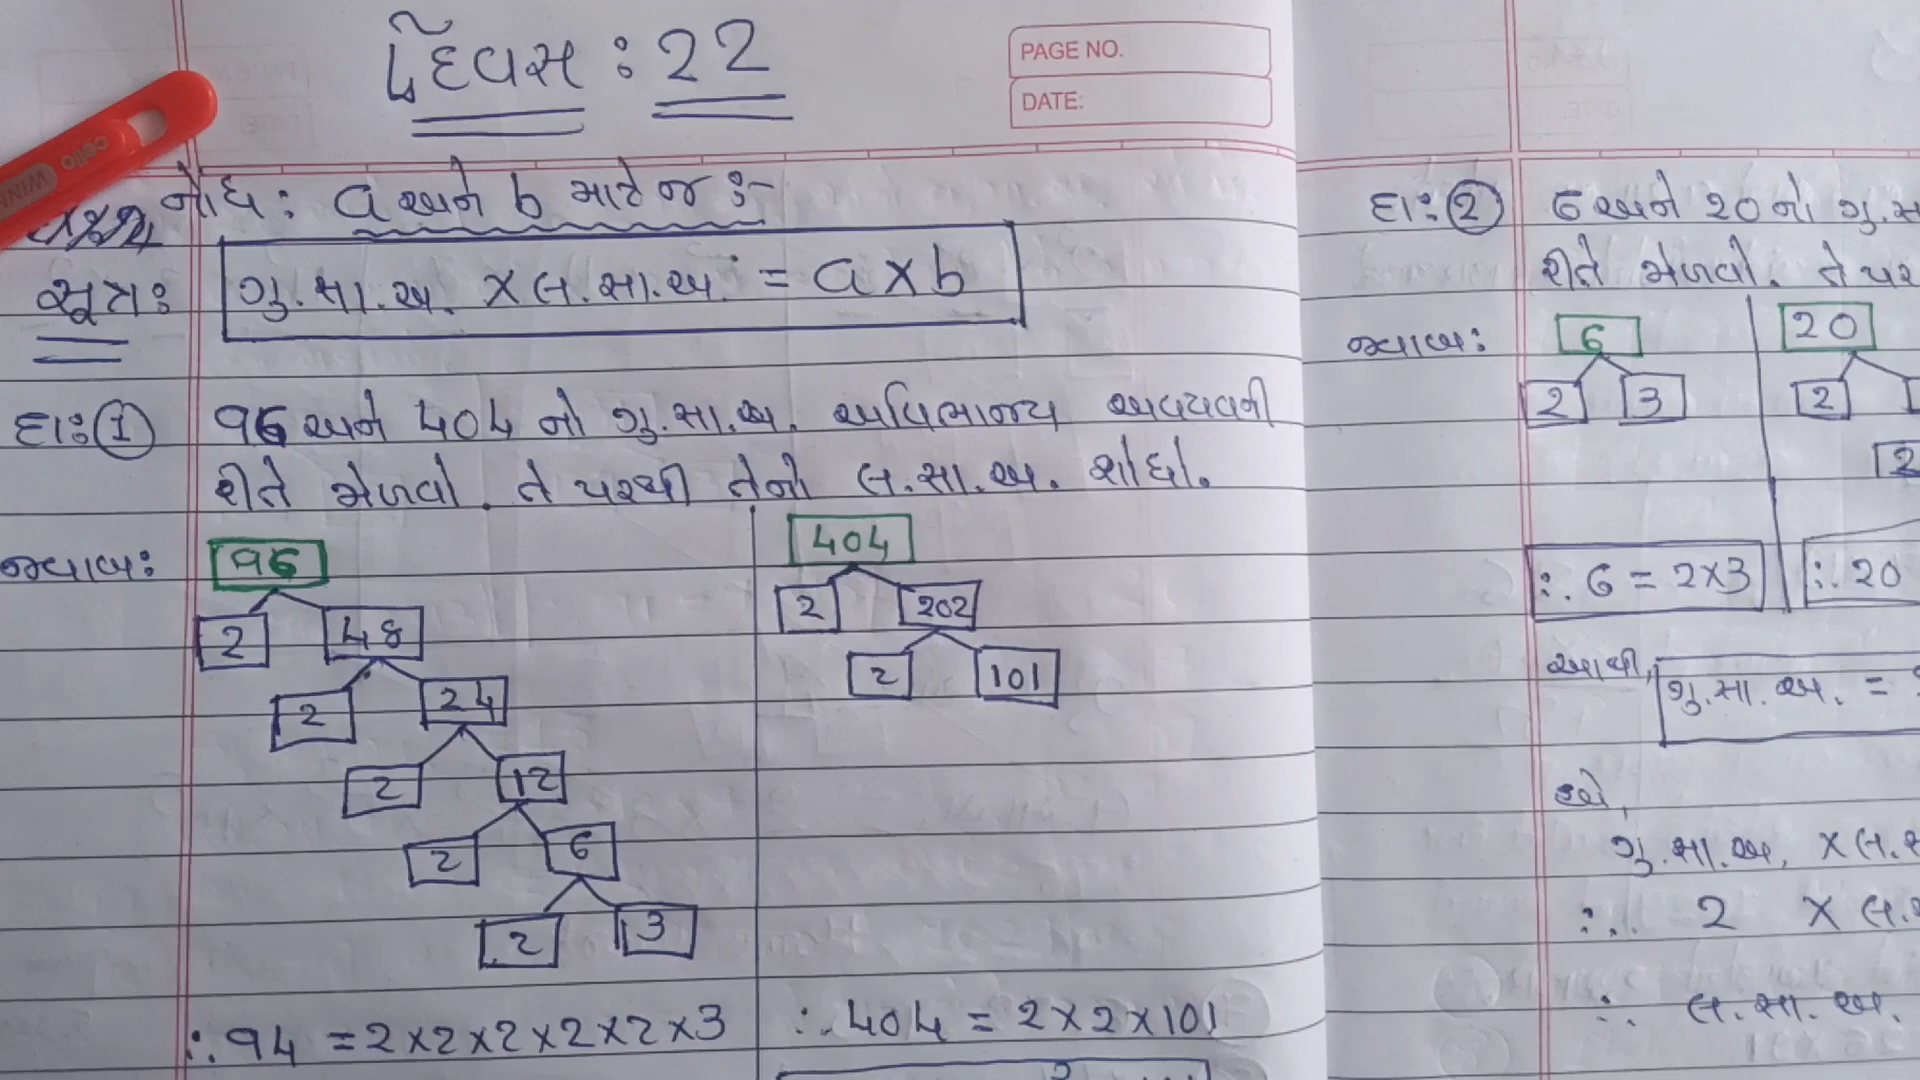 દિવસ : 22
PAGE NO.
DATE:
cello
નોંધ : a અને b માટે જ :-
સૂત્ર : ગુ.સા.અ. × લ.સા.અ. = a × b
દા: 1 96 અને 404 નો ગુ.સા.અ. અવિભાજ્ય અવયવની
રીતે મેળવો. તે પરથી તેનો લ.સા.અ. શોધો.
જવાબ: 96 404
2 48 2 202
2 24 2 101
2 12
2 6
2 3
∴ 94 = 2×2×2×2×2×3 ∴ 404 = 2×2×101
દા: 2 6 અને 20 નો ગુ.સા
રીતે મેળવો. તે પર
જવાબ: 6 20
2 3 2
2
∴ 6 = 2×3 ∴ 20
આથી, ગુ.સા.અ. =
હવે,
ગુ.સા.અ. × લ.સ
∴ 2 × લ.સ
∴ લ.સા.અ.